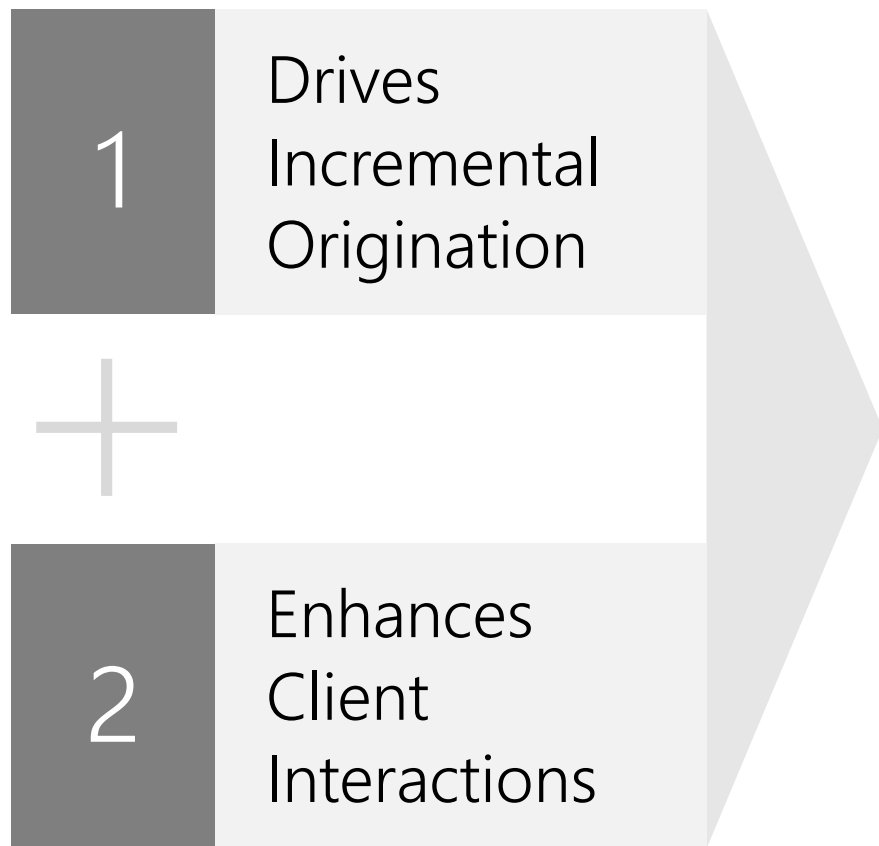 1
Drives
Incremental
Origination
2
Enhances
Client
Interactions